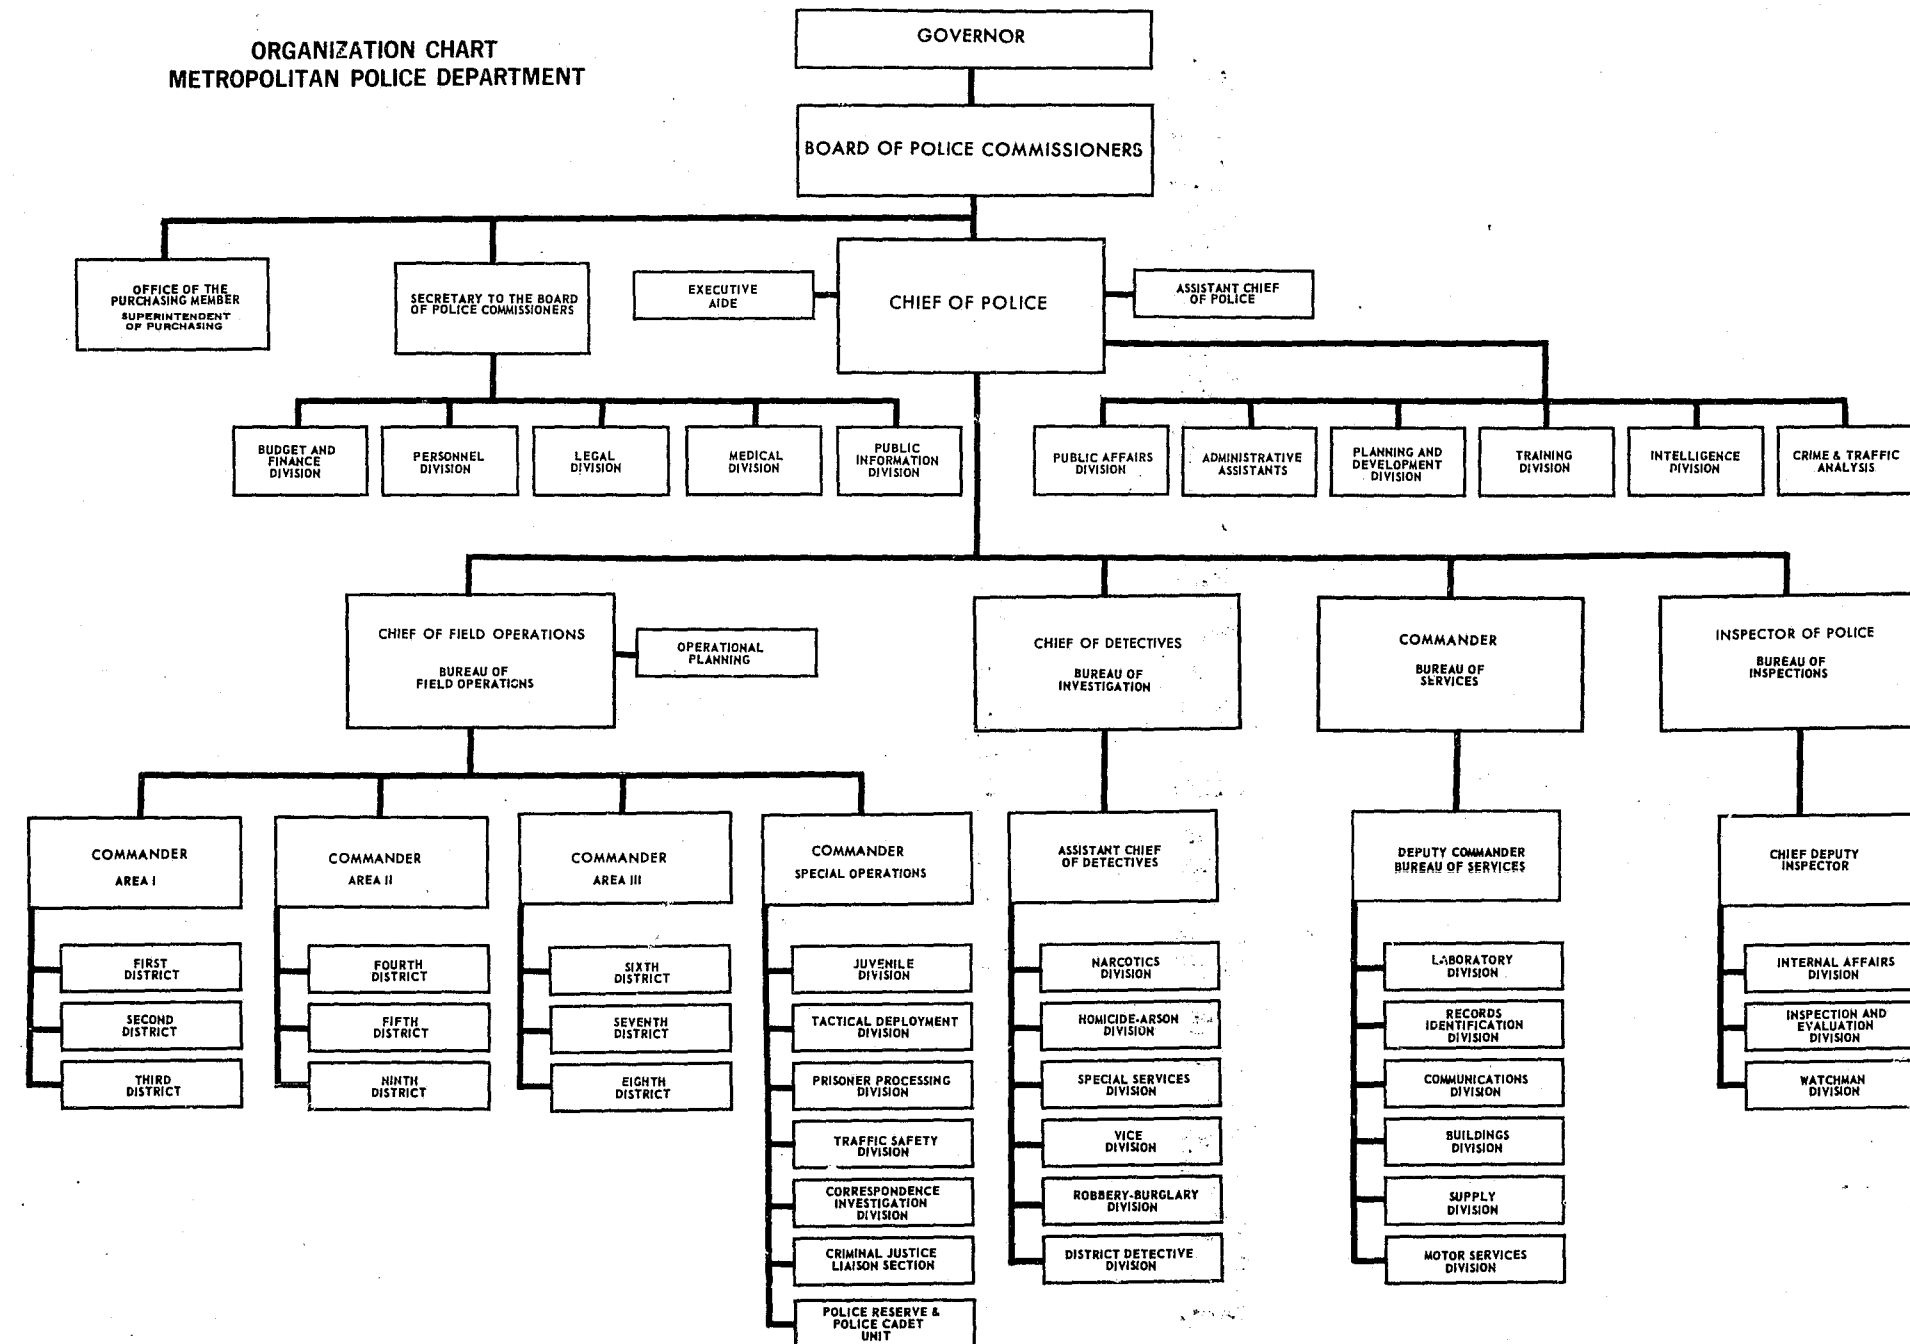 ORGANIZATION CHART
METROPOLITAN POLICE DEPARTMENT
GOVERNOR
BOARD OF POLICE COMMISSIONERS
OFFICE OF THE
PURCHASING MEMBER
SUPERINTENDENT
OF PURCHASING
SECRETARY TO THE BOARD
OF POLICE COMMISSIONERS
EXECUTIVE
AIDE
CHIEF OF POLICE
ASSISTANT CHIEF
OF POLICE
BUDGET AND
FINANCE
DIVISION
PERSONNEL
DIVISION
LEGAL
DIVISION
MEDICAL
DIVISION
PUBLIC
INFORMATION
DIVISION
PUBLIC AFFAIRS
DIVISION
ADMINISTRATIVE
ASSISTANTS
PLANNING AND
DEVELOPMENT
DIVISION
TRAINING
DIVISION
INTELLIGENCE
DIVISION
CRIME & TRAFFIC
ANALYSIS
CHIEF OF FIELD OPERATIONS
BUREAU OF
FIELD OPERATIONS
OPERATIONAL
PLANNING
CHIEF OF DETECTIVES
BUREAU OF
INVESTIGATION
COMMANDER
BUREAU OF
SERVICES
INSPECTOR OF POLICE
BUREAU OF
INSPECTIONS
COMMANDER
AREA I
FIRST
DISTRICT
SECOND
DISTRICT
THIRD
DISTRICT
COMMANDER
AREA II
FOURTH
DISTRICT
FIFTH
DISTRICT
NINTH
DISTRICT
COMMANDER
AREA III
SIXTH
DISTRICT
SEVENTH
DISTRICT
EIGHTH
DISTRICT
COMMANDER
SPECIAL OPERATIONS
JUVENILE
DIVISION
TACTICAL DEPLOYMENT
DIVISION
PRISONER PROCESSING
DIVISION
TRAFFIC SAFETY
DIVISION
CORRESPONDENCE
INVESTIGATION
DIVISION
CRIMINAL JUSTICE
LIAISON SECTION
POLICE RESERVE &
POLICE CADET
UNIT
ASSISTANT CHIEF
OF DETECTIVES
NARCOTICS
DIVISION
HOMICIDE-ARSON
DIVISION
SPECIAL SERVICES
DIVISION
VICE
DIVISION
ROBBERY-BURGLARY
DIVISION
DISTRICT DETECTIVE
DIVISION
DEPUTY COMMANDER
BUREAU OF SERVICES
LABORATORY
DIVISION
RECORDS
IDENTIFICATION
DIVISION
COMMUNICATIONS
DIVISION
BUILDINGS
DIVISION
SUPPLY
DIVISION
MOTOR SERVICES
DIVISION
CHIEF DEPUTY
INSPECTOR
INTERNAL AFFAIRS
DIVISION
INSPECTION AND
EVALUATION
DIVISION
WATCHMAN
DIVISION